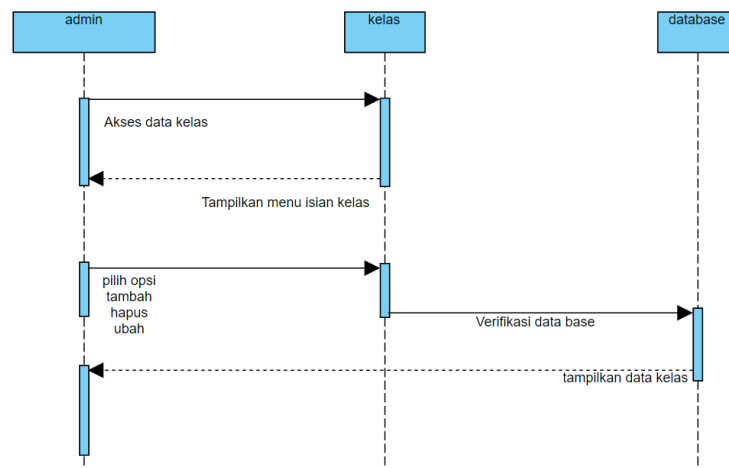 admin
kelas
database
Akses data kelas
Tampilkan menu isian kelas
pilih opsi
tambah
hapus
ubah
Verifikasi data base
tampilkan data kelas